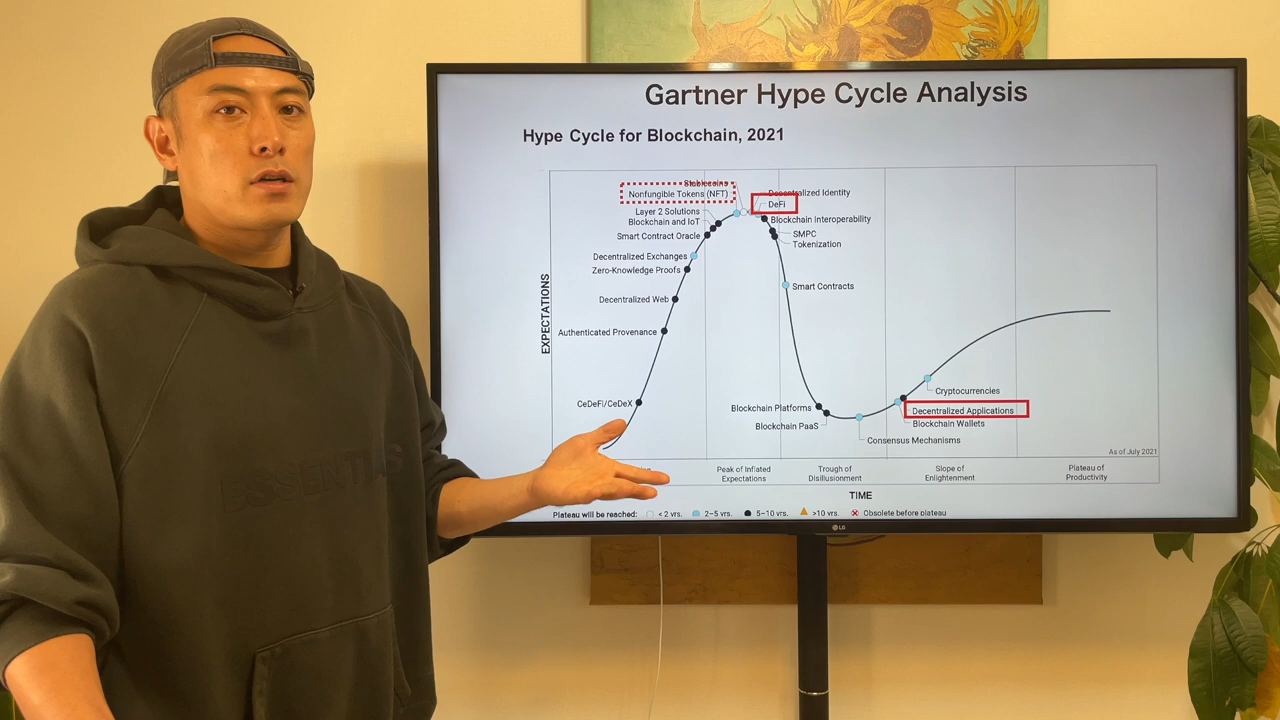 Gartner Hype Cycle Analysis
Hype Cycle for Blockchain, 2021
EXPECTATIONS
Stablecoins
Nonfungible Tokens (NFT)
Layer 2 Solutions
Blockchain and IoT
Smart Contract Oracle
Decentralized Exchanges
Zero-Knowledge Proofs
Decentralized Web
Authenticated Provenance
CeDeFi/CeDeX
Decentralized Identity
DeFi
Blockchain Interoperability
SMPC
Tokenization
Smart Contracts
Blockchain Platforms
Blockchain PaaS
Consensus Mechanisms
Cryptocurrencies
Decentralized Applications
Blockchain Wallets
As of July 2021
Peak of Inflated
Expectations
Trough of
Disillusionment
Slope of
Enlightenment
Plateau of
Productivity
TIME
Plateau will be reached: < 2 yrs. 2–5 yrs. 5–10 yrs. >10 yrs. Obsolete before plateau
LG
ESSENTIALS